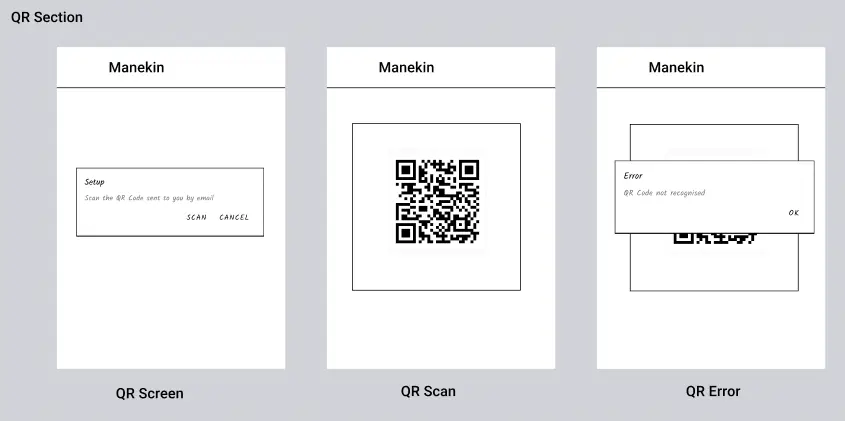 QR Section
Manekin
Setup
Scan the QR Code sent to you by email
SCAN CANCEL
QR Screen
Manekin
QR Scan
Manekin
Error
QR Code not recognised
OK
QR Error